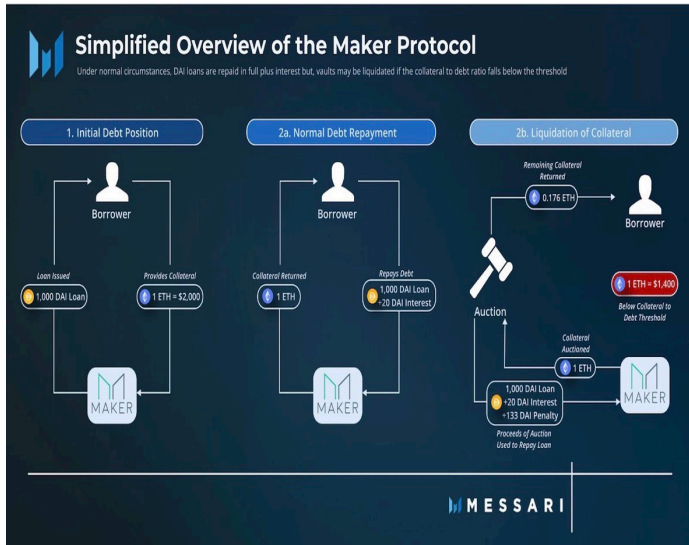 Simplified Overview of the Maker Protocol
Under normal circumstances, DAI loans are repaid in full plus interest but, vaults may be liquidated if the collateral to debt ratio falls below the threshold
1. Initial Debt Position
Borrower
Loan Issued
1,000 DAI Loan
Provides Collateral
1 ETH = $2,000
MAKER
2a. Normal Debt Repayment
Borrower
Collateral Returned
1 ETH
Repays Debt
1,000 DAI Loan
+20 DAI Interest
MAKER
2b. Liquidation of Collateral
Remaining Collateral
Returned
0.176 ETH
Borrower
Auction
1 ETH = $1,400
Below Collateral to
Debt Threshold
Collateral
Auctioned
1 ETH
MAKER
1,000 DAI Loan
+20 DAI Interest
+133 DAI Penalty
Proceeds of Auction
Used to Repay Loan
MESSARI